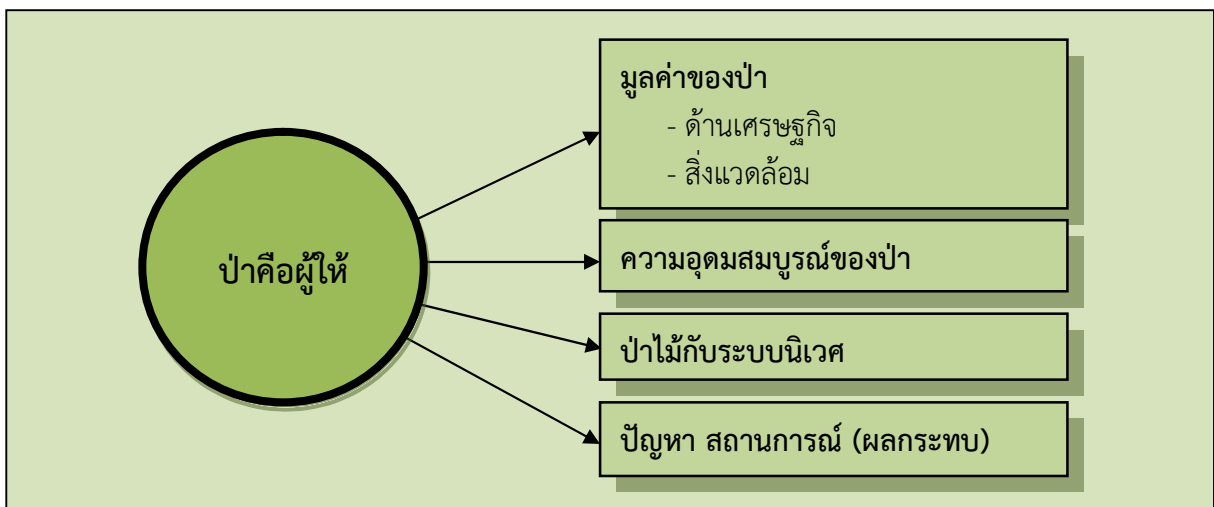 ป่าคือผู้ให้
มูลค่าของป่า
- ด้านเศรษฐกิจ
- สิ่งแวดล้อม
ความอุดมสมบูรณ์ของป่า
ป่าไม้กับระบบนิเวศ
ปัญหา สถานการณ์ (ผลกระทบ)